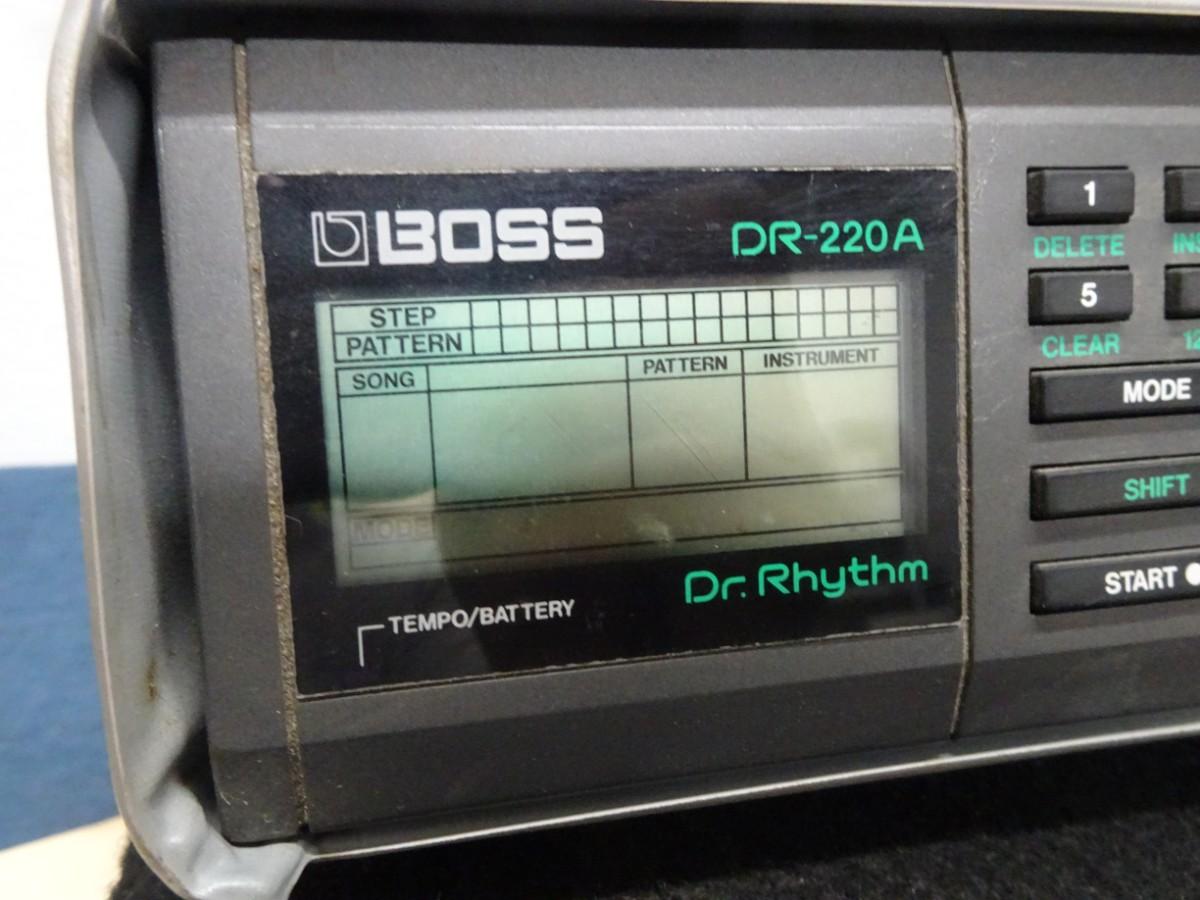 BOSS
DR-220A
STEP
PATTERN
SONG PATTERN INSTRUMENT
MODE
Dr. Rhythm
TEMPO/BATTERY
1
DELETE
5
CLEAR 12
MODE
SHIFT
START